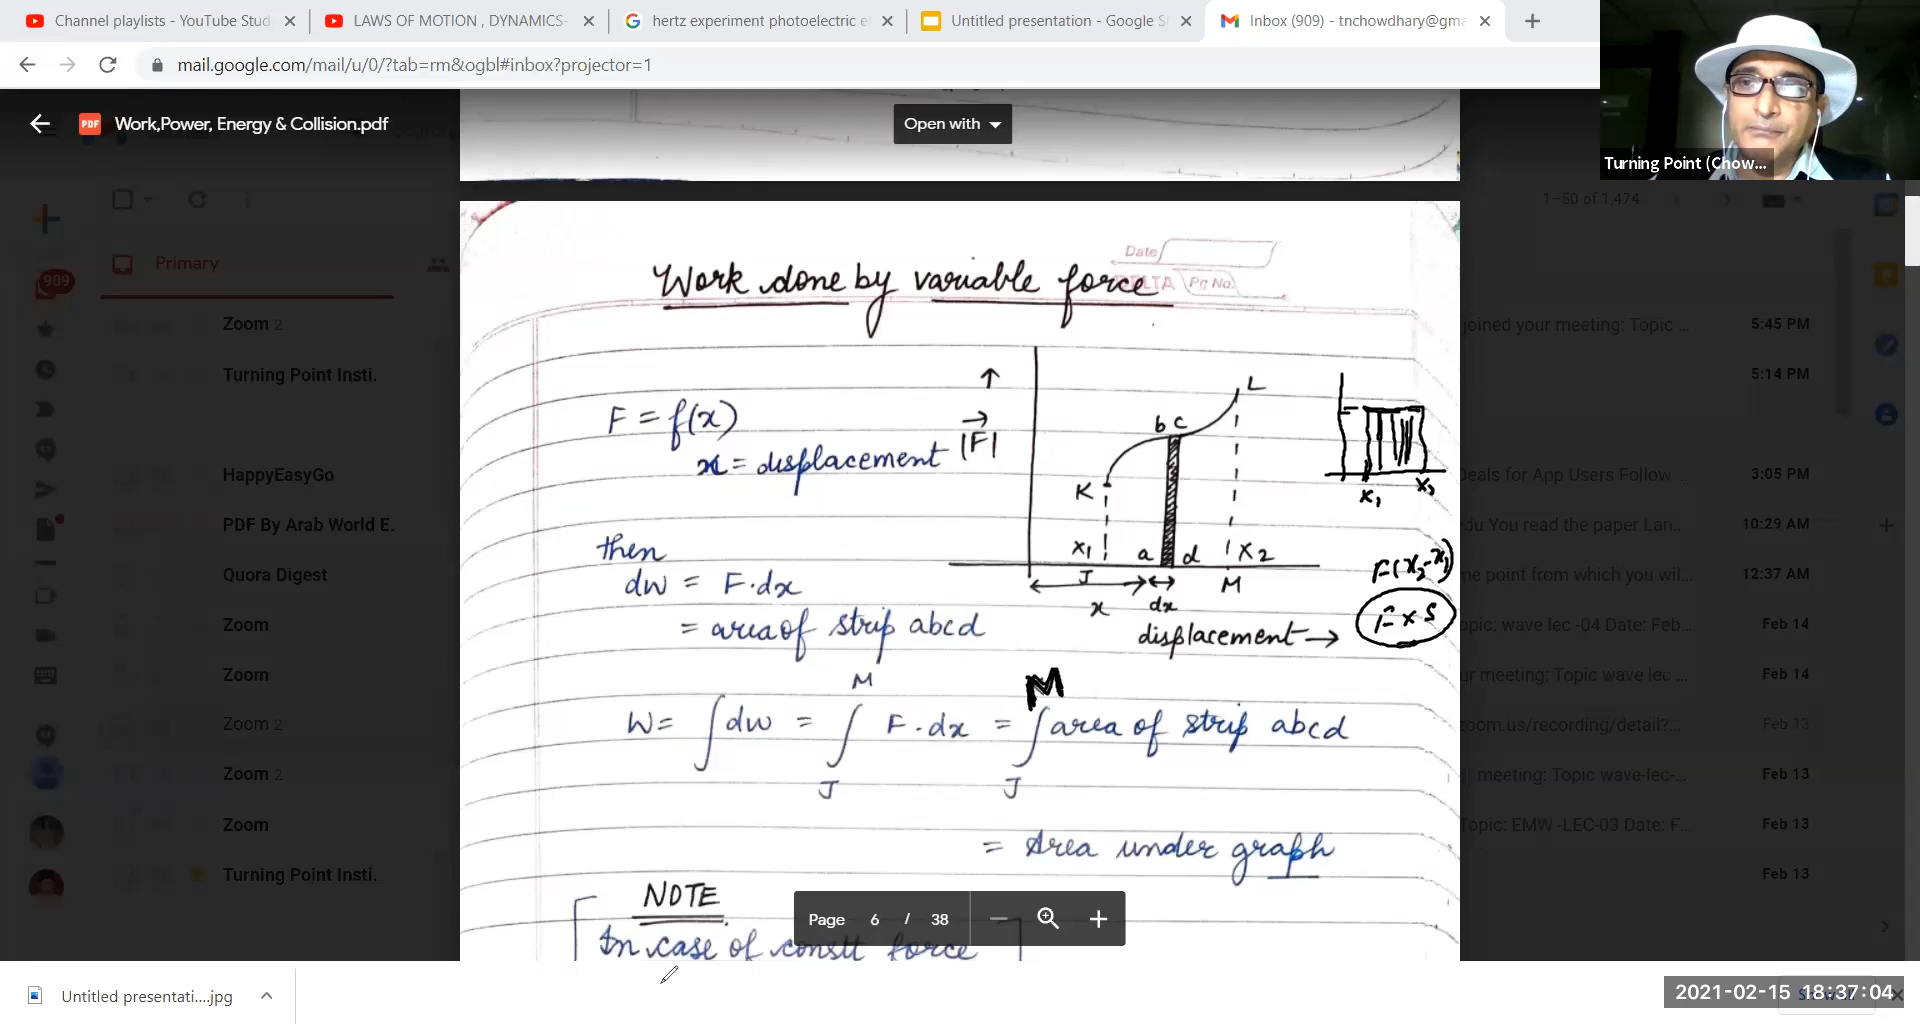 Channel playlists - YouTube Stud
LAWS OF MOTION , DYNAMICS-
hertz experiment photoelectric e
Untitled presentation - Google S
Inbox (909) - tnchowdhary@gma
mail.google.com/mail/u/0/?tab=rm&ogbl#inbox?projector=1
PDF
Work,Power, Energy & Collision.pdf
Open with
Turning Point (Chow...
1–50 of 1,474
Primary
909
Date
Pg No.
Work done by variable force
Zoom 2
joined your meeting: Topic ...
5:45 PM
Turning Point Insti.
5:14 PM
F = f(x)
x = displacement
|F|
K
b c
L
x₁
a
d
x₂
J
M
x
dx
displacement →
x₁
x₂
F(x₂-x₁)
F × S
HappyEasyGo
Deals for App Users Follow ...
3:05 PM
PDF By Arab World E.
edu You read the paper Lan...
10:29 AM
Quora Digest
ne point from which you wil...
12:37 AM
then
dw = F·dx
= area of strip abcd
Zoom
opic: wave lec -04 Date: Feb...
Feb 14
Zoom
ur meeting: Topic wave lec ...
Feb 14
M
M
W = ∫dw = ∫ F·dx = ∫ area of strip abcd
J
J
Zoom 2
zoom.us/recording/detail?...
Feb 13
Zoom 2
meeting: Topic wave-lec-...
Feb 13
Zoom
Topic: EMW -LEC-03 Date: F...
Feb 13
= Area under graph
Turning Point Insti.
Feb 13
NOTE
In case of constt force
Page 6 / 38
Untitled presentati....jpg
2021-02-15 18:37:04